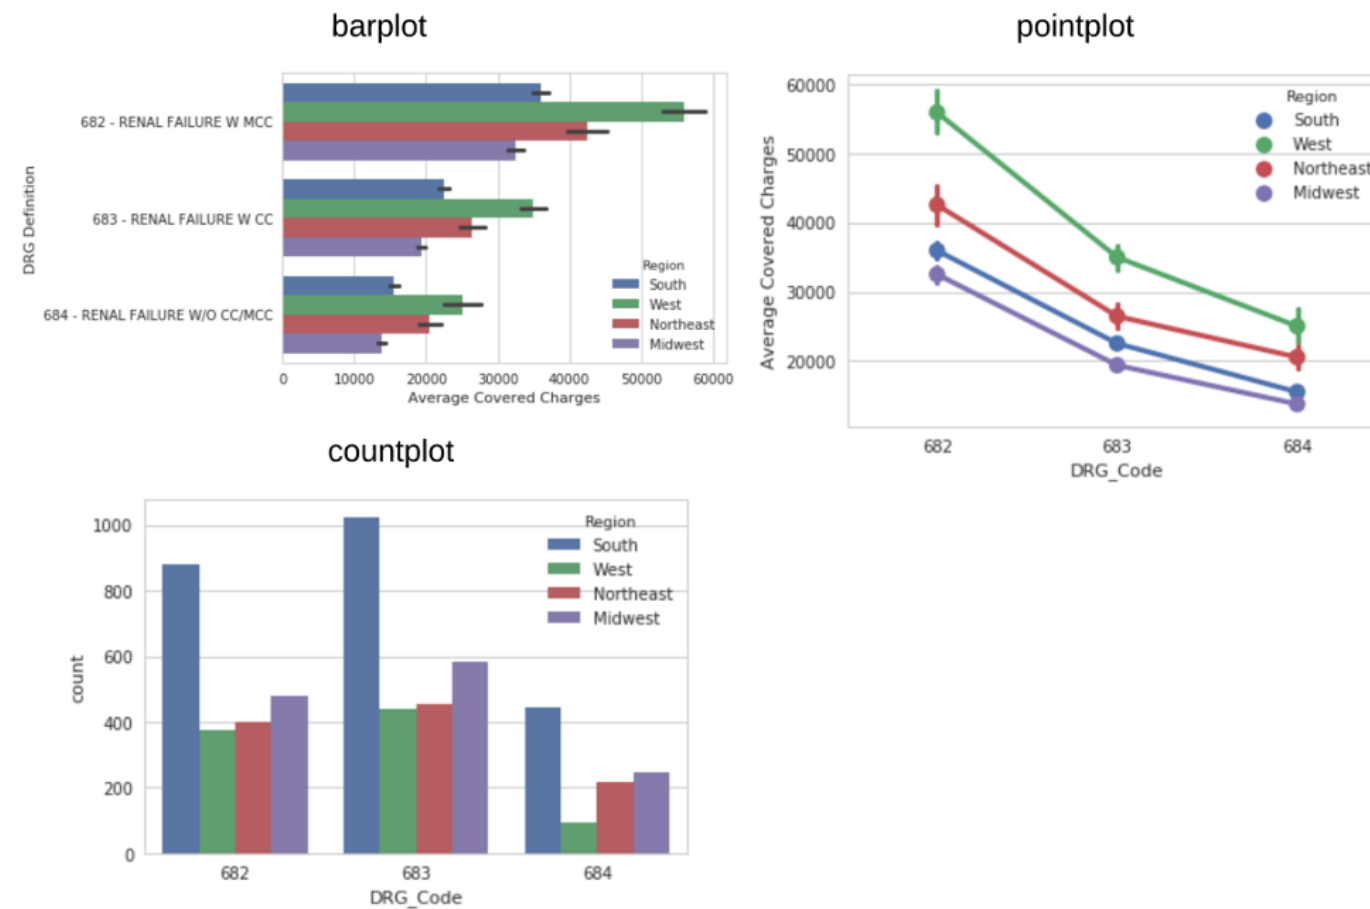 barplot
DRG Definition
682 - RENAL FAILURE W MCC
683 - RENAL FAILURE W CC
684 - RENAL FAILURE W/O CC/MCC
Region
South
West
Northeast
Midwest
0 10000 20000 30000 40000 50000 60000
Average Covered Charges
pointplot
Average Covered Charges
60000
50000
40000
30000
20000
Region
South
West
Northeast
Midwest
682 683 684
DRG_Code
countplot
count
1000
800
600
400
200
0
Region
South
West
Northeast
Midwest
682 683 684
DRG_Code